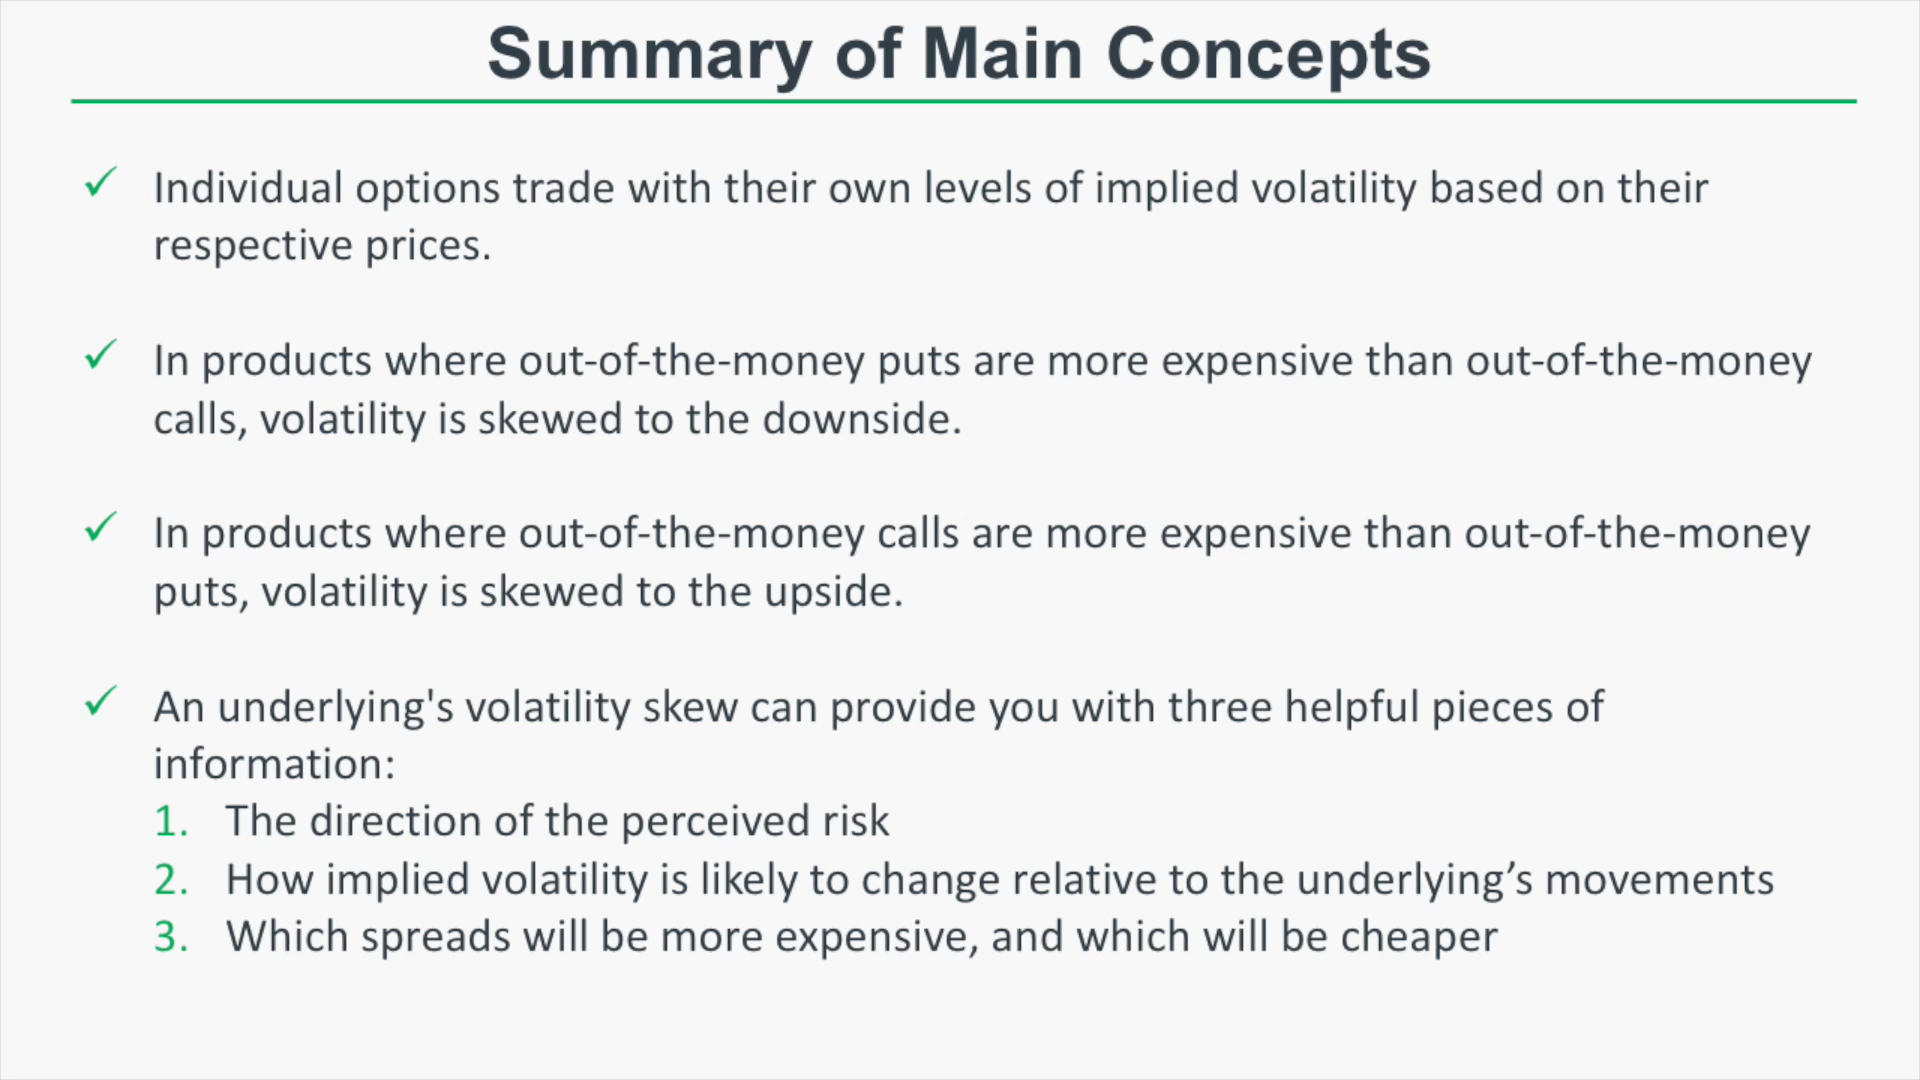 Summary of Main Concepts
✓ Individual options trade with their own levels of implied volatility based on their
respective prices.
✓ In products where out-of-the-money puts are more expensive than out-of-the-money
calls, volatility is skewed to the downside.
✓ In products where out-of-the-money calls are more expensive than out-of-the-money
puts, volatility is skewed to the upside.
✓ An underlying's volatility skew can provide you with three helpful pieces of
information:
1. The direction of the perceived risk
2. How implied volatility is likely to change relative to the underlying’s movements
3. Which spreads will be more expensive, and which will be cheaper